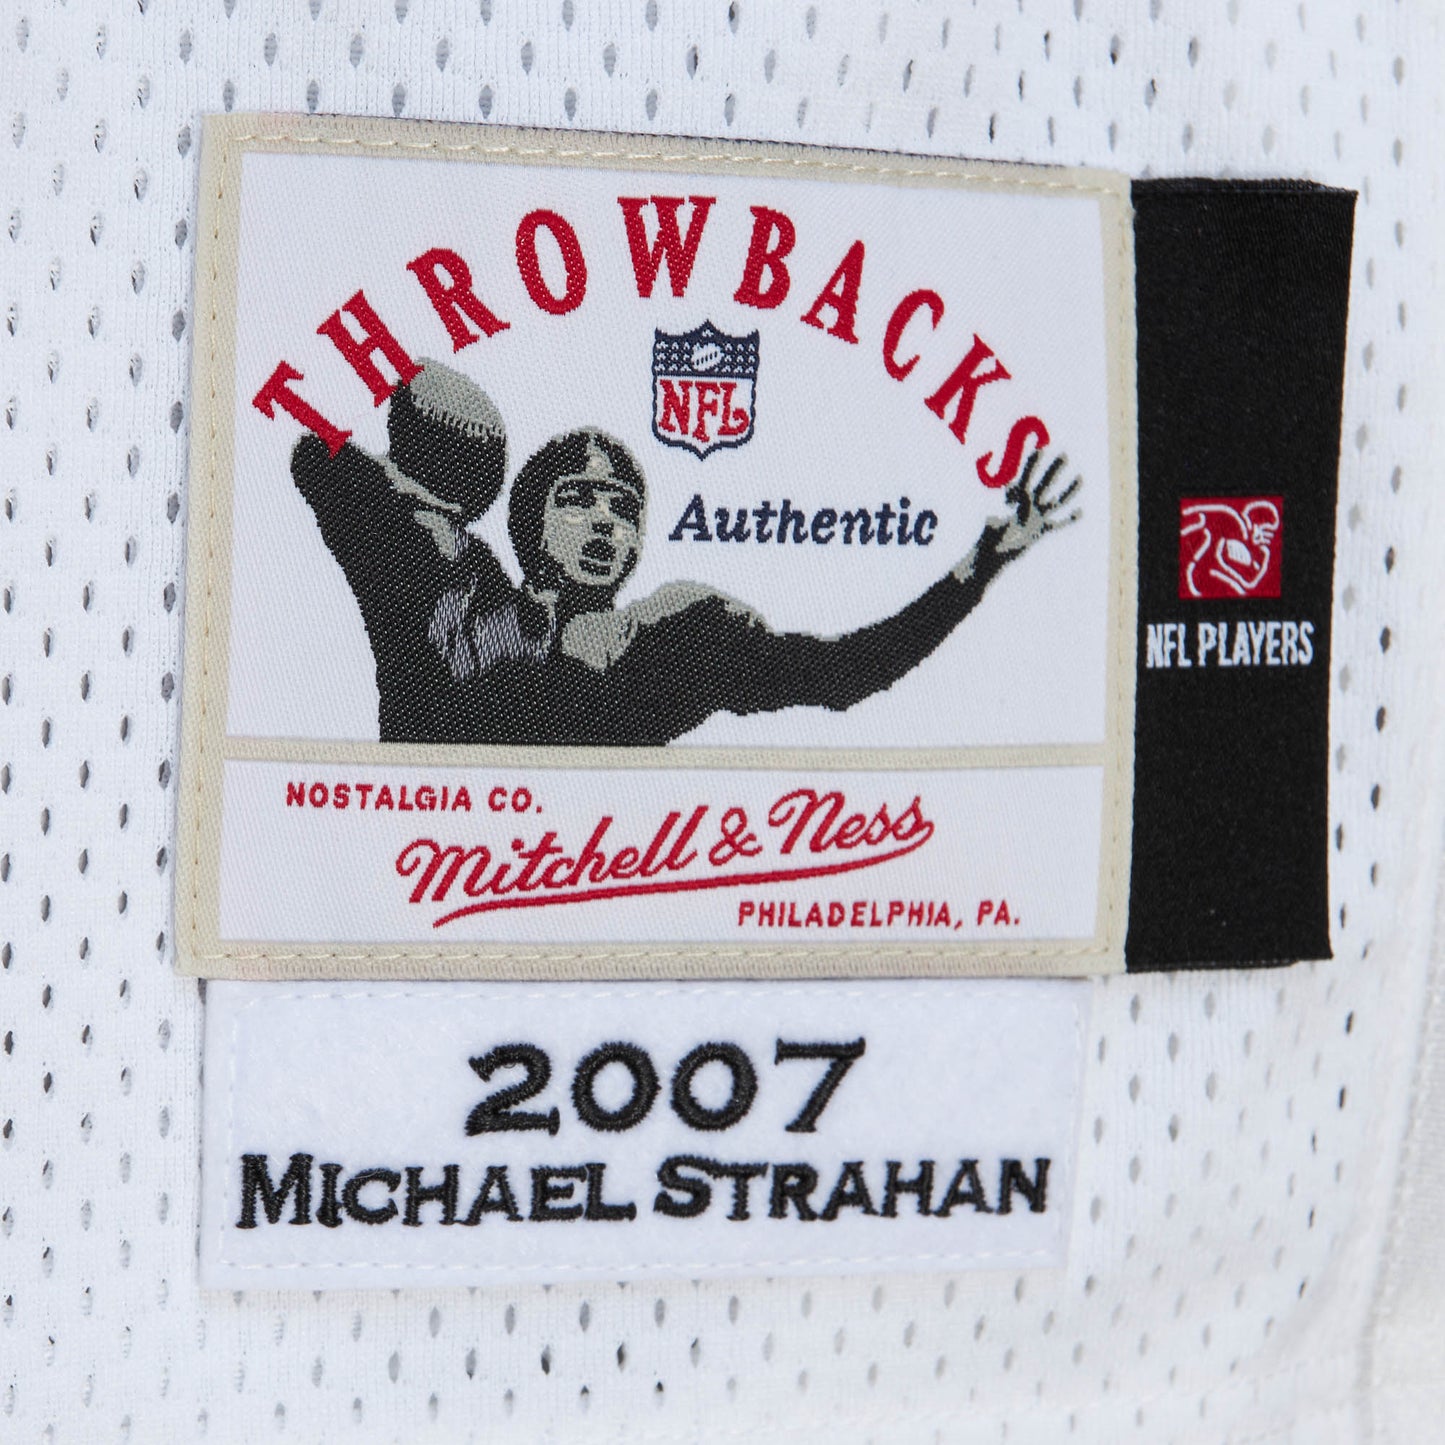 THROWBACKS
NFL
Authentic
NFL PLAYERS
NOSTALGIA CO.
Mitchell & Ness
PHILADELPHIA, PA.
2007
MICHAEL STRAHAN